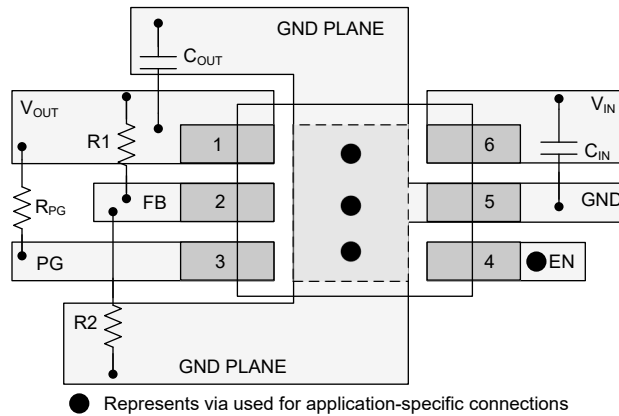 GND PLANE
COUT
VOUT
VIN
R1
1
6
CIN
RPG
FB
2
5
GND
PG
3
4
EN
R2
GND PLANE
Represents via used for application-specific connections